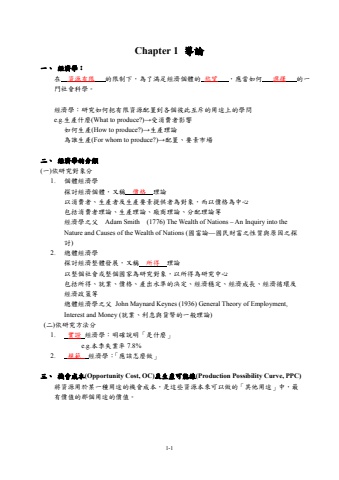 Chapter 1 導論
一、 經濟學：
在 資源有限 的限制下，為了滿足經濟個體的 慾望 ，應當如何 選擇 的一
門社會科學。
經濟學：研究如何把有限資源配置到各個彼此互斥的用途上的學問
e.g.生產什麼(What to produce?)→受消費者影響
如何生產(How to produce?)→生產理論
為誰生產(For whom to produce?)→配置，要素市場
二、 經濟學的分類
(一)依研究對象分
1. 個體經濟學
探討經濟個體，又稱 價格 理論
以消費者、生產者及生產要素提供者為對象，而以價格為中心
包括消費者理論、生產理論、廠商理論、分配理論等
經濟學之父 Adam Smith (1776) The Wealth of Nations – An Inquiry into the
Nature and Causes of the Wealth of Nations (國富論—國民財富之性質與原因之探
討)
2. 總體經濟學
探討經濟整體發展，又稱 所得 理論
以整個社會或整個國家為研究對象，以所得為研究中心
包括所得、就業、價格、產出水準的決定、經濟穩定、經濟成長、經濟循環及
經濟政策等
總體經濟學之父 John Maynard Keynes (1936) General Theory of Employment,
Interest and Money (就業、利息與貨幣的一般理論)
(二)依研究方法分
1. 實證 經濟學：明確說明「是什麼」
e.g.本季失業率 7.8%
2. 規範 經濟學：「應該怎麼做」
三、 機會成本(Opportunity Cost, OC)與生產可能線(Production Possibility Curve, PPC)
將資源用於某一種用途的機會成本，是這些資源本來可以做的「其他用途」中，最
有價值的那個用途的價值。
1-1